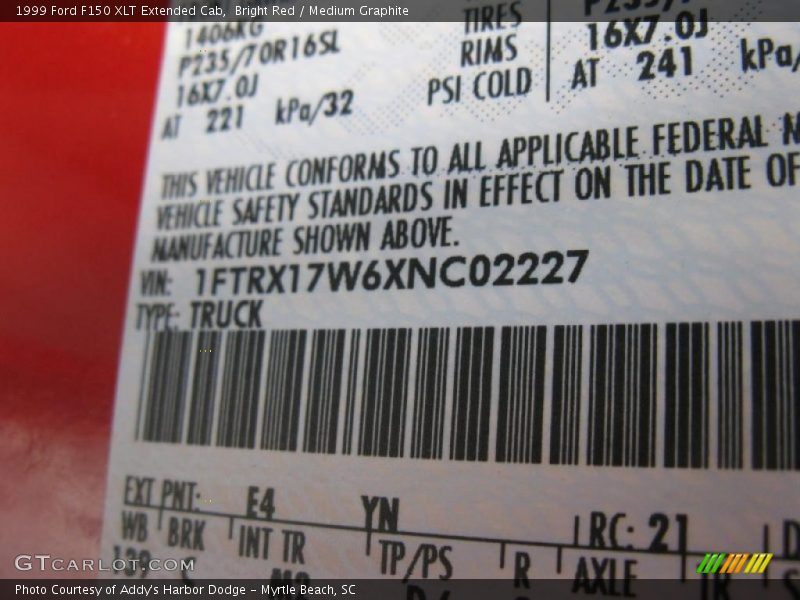 1999 Ford F150 XLT Extended Cab, Bright Red / Medium Graphite
1406KG TIRES
P235/70R16SL RIMS 16X7.0J
16X7.0J PSI COLD AT 241 kPa/
AT 221 kPa/32
THIS VEHICLE CONFORMS TO ALL APPLICABLE FEDERAL
VEHICLE SAFETY STANDARDS IN EFFECT ON THE DATE OF
MANUFACTURE SHOWN ABOVE.
VIN: 1FTRX17W6XNC02227
TYPE: TRUCK
EXT PNT: E4 YN RC: 21
WB BRK INT TR TP/PS R AXLE
139 C
GTCARLOT.COM
Photo Courtesy of Addy's Harbor Dodge - Myrtle Beach, SC